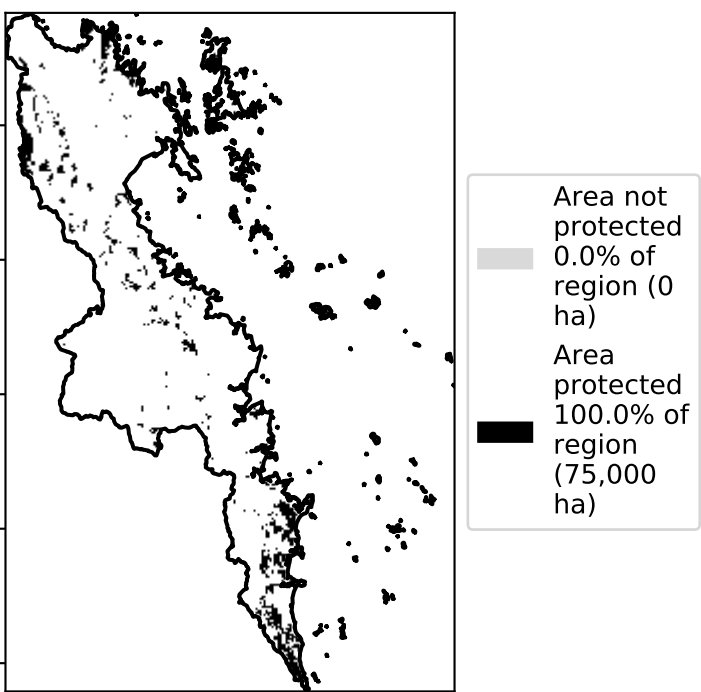 Area not
protected
0.0% of
region (0
ha)
Area
protected
100.0% of
region
(75,000
ha)